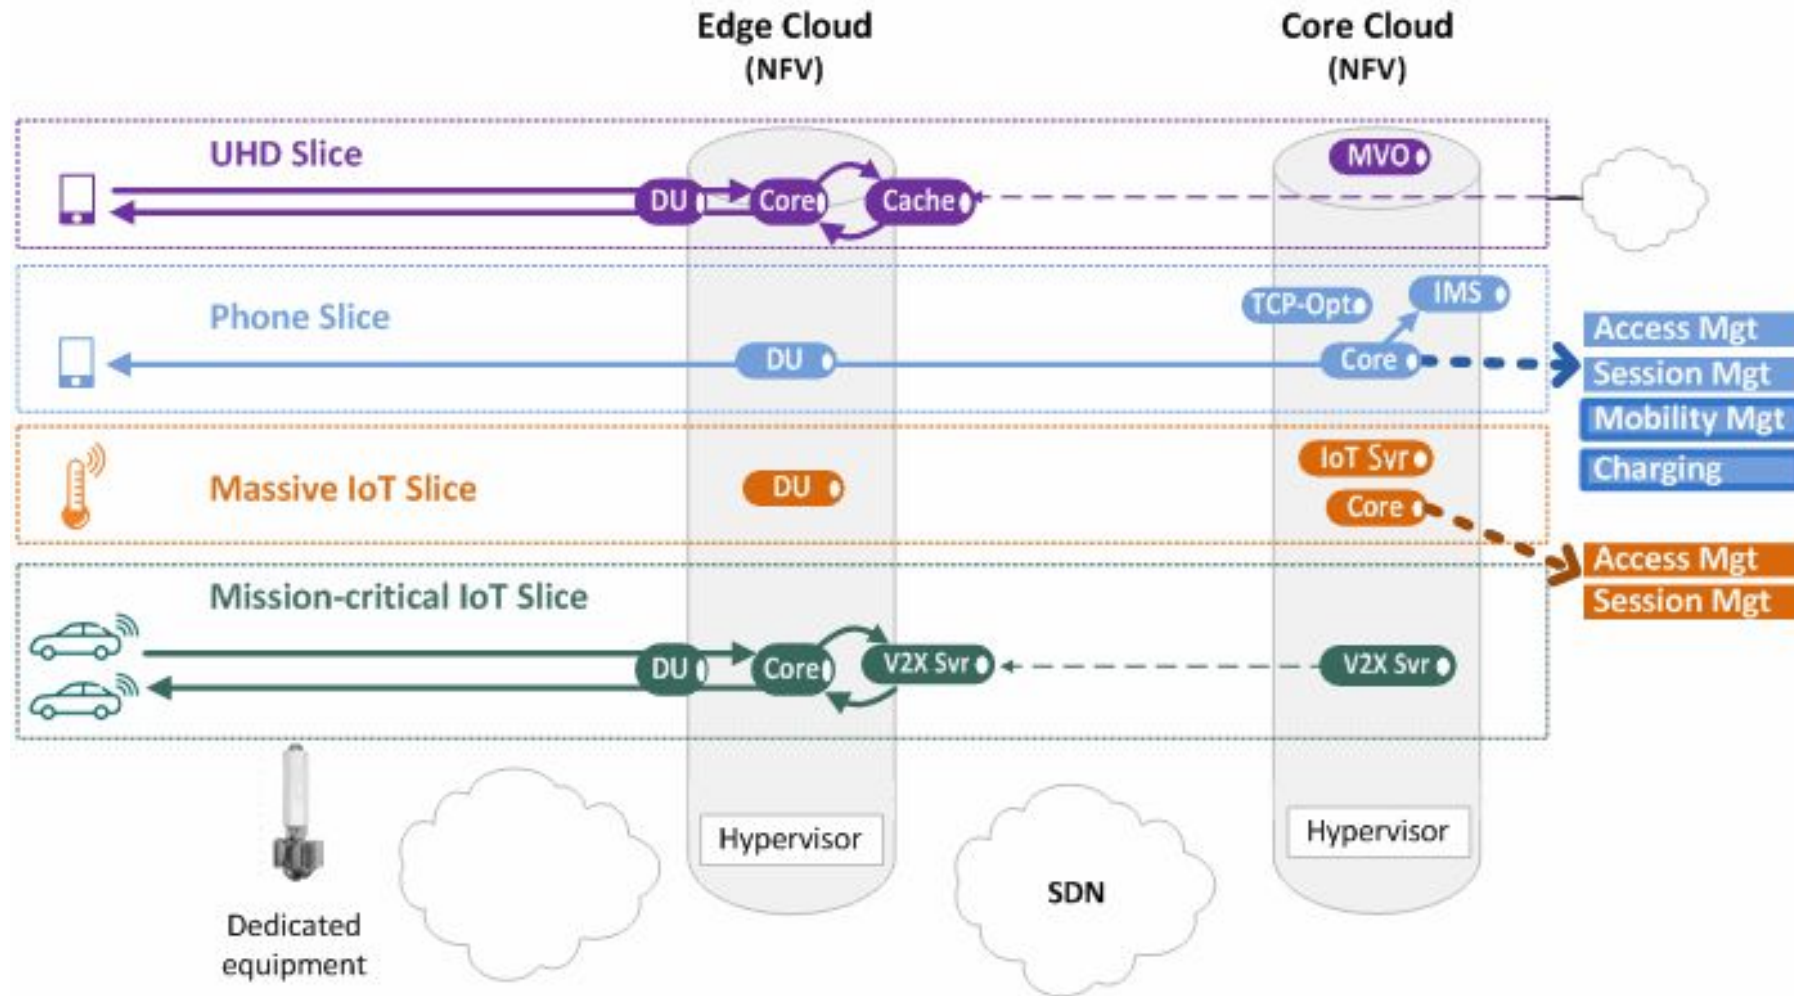 Edge Cloud
(NFV)
Core Cloud
(NFV)
UHD Slice
DU
Core
Cache
MVO
Phone Slice
DU
TCP-Opt.
IMS
Core
Access Mgt
Session Mgt
Mobility Mgt
Charging
Massive IoT Slice
DU
IoT Svr
Core
Access Mgt
Session Mgt
Mission-critical IoT Slice
DU
Core
V2X Svr
V2X Svr
Hypervisor
Hypervisor
SDN
Dedicated
equipment